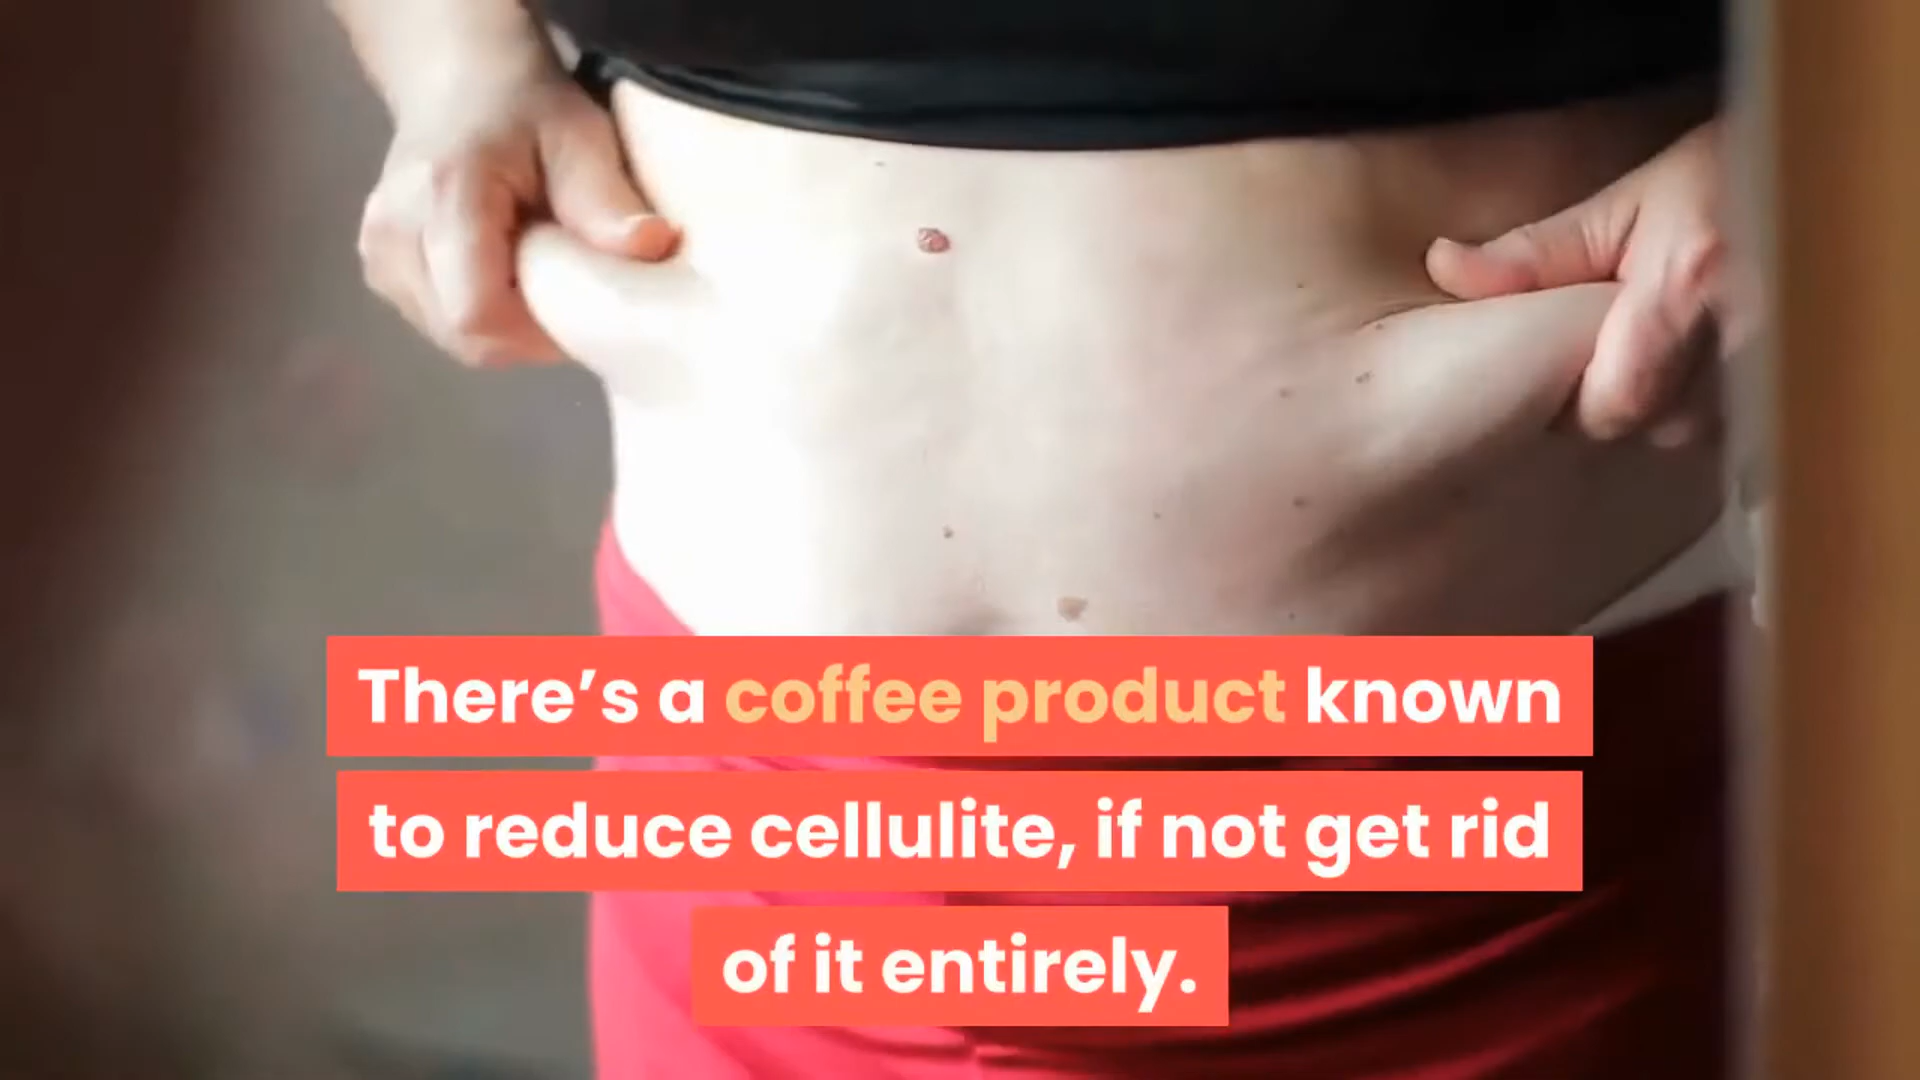 There’s a coffee product known
to reduce cellulite, if not get rid
of it entirely.